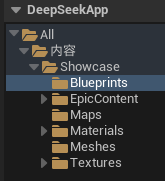 DeepSeekApp
All
内容
Showcase
Blueprints
EpicContent
Maps
Materials
Meshes
Textures